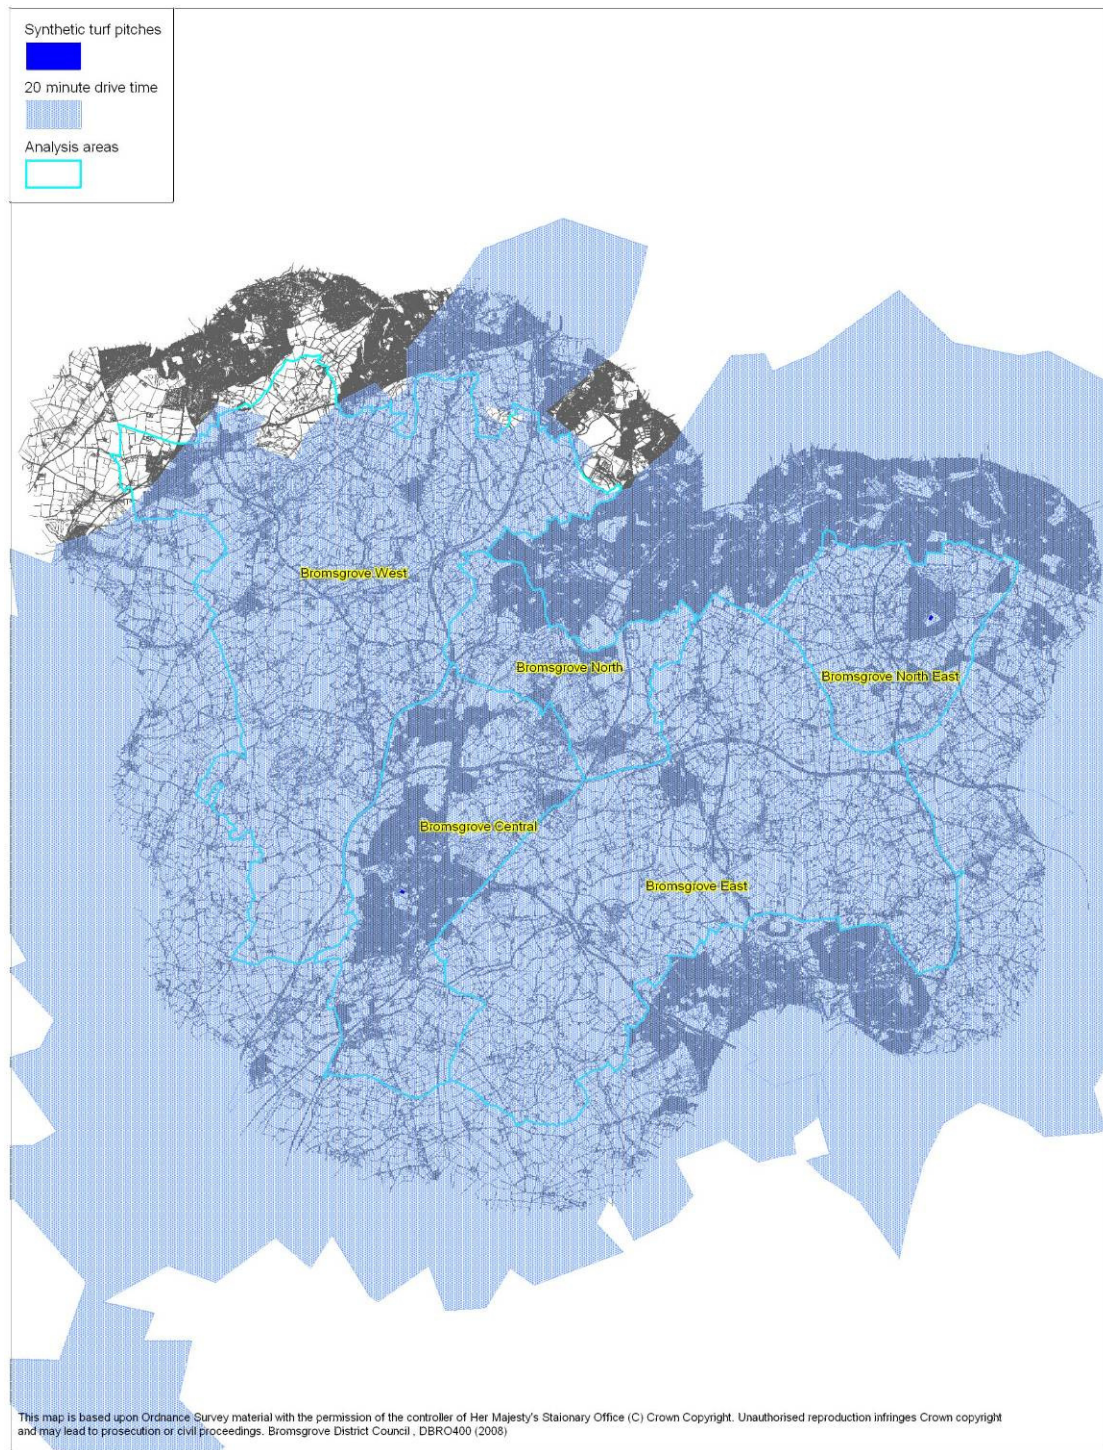 Synthetic turf pitches
20 minute drive time
Analysis areas
Bromsgrove West
Bromsgrove North
Bromsgrove North East
Bromsgrove Central
Bromsgrove East
This map is based upon Ordnance Survey material with the permission of the controller of Her Majesty's Staionary Office (C) Crown Copyright. Unauthorised reproduction infringes Crown copyright
and may lead to prosecution or civil proceedings. Bromsgrove District Council , DBRO400 (2008)